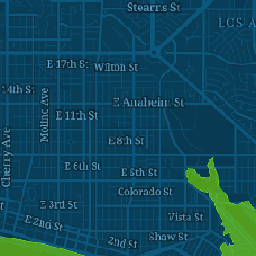 Stearns St
LOS A
E 17th St
Wilton St
14th St
E Anaheim St
Molino Ave
E 11th St
E 8th St
Cherry Ave
E 6th St
E 5th St
Colorado St
E 3rd St
Vista St
E 2nd St
2nd St
Shaw St